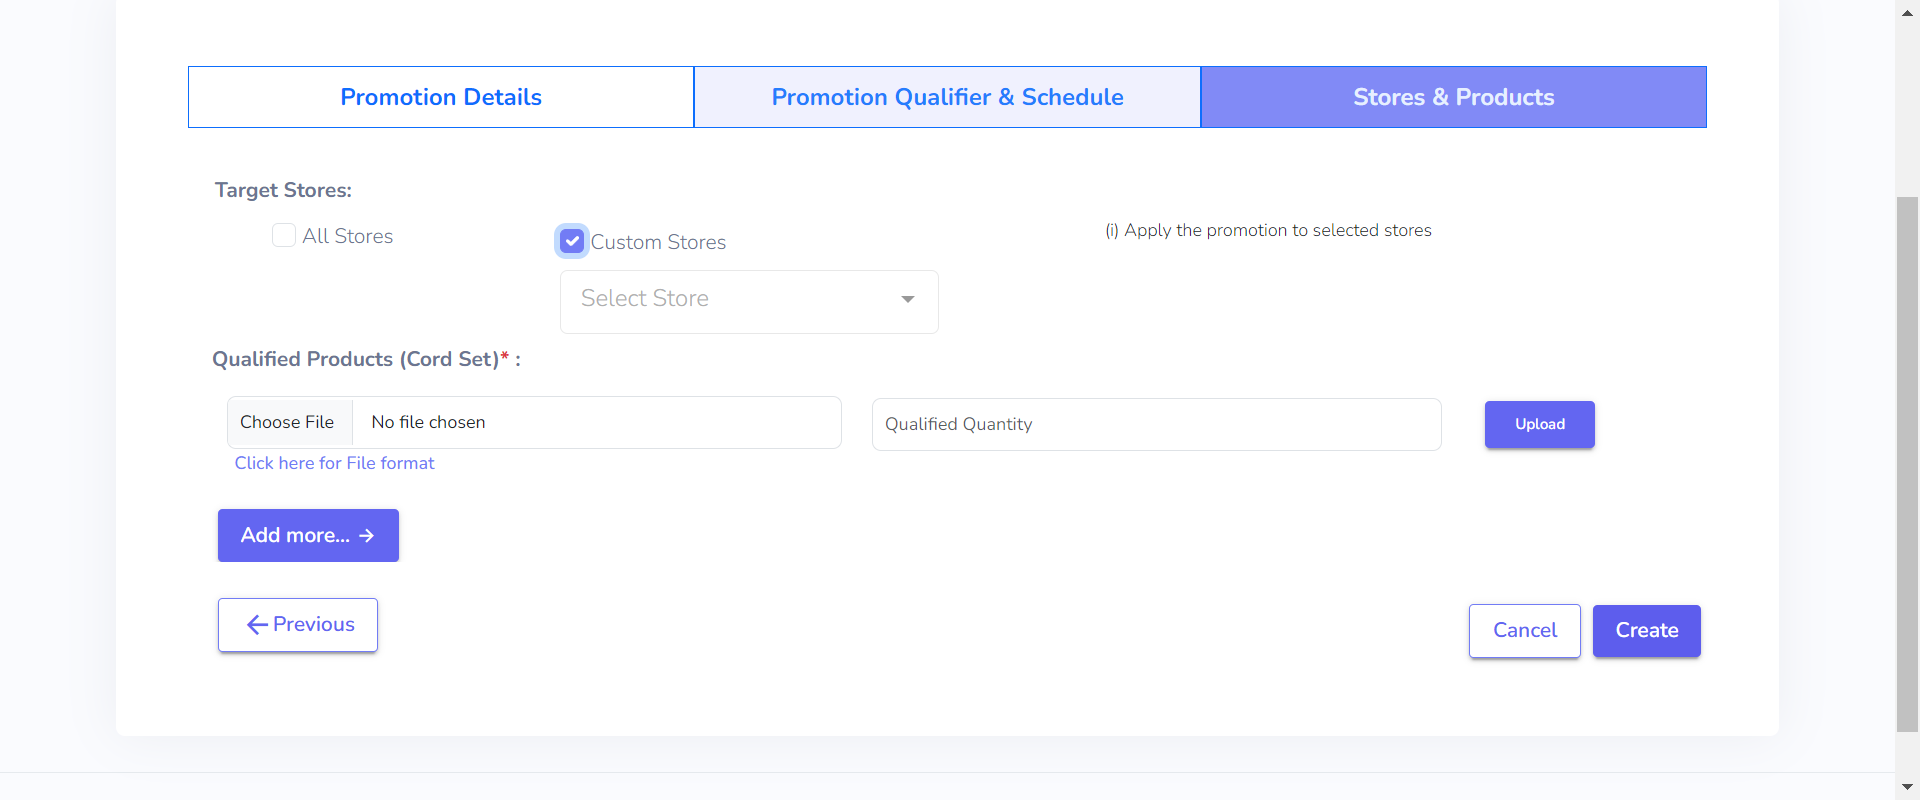 Promotion Details
Promotion Qualifier & Schedule
Stores & Products
Target Stores:
All Stores
Custom Stores
(i) Apply the promotion to selected stores
Select Store
Qualified Products (Cord Set)* :
Choose File
No file chosen
Qualified Quantity
Upload
Click here for File format
Add more... →
←Previous
Cancel
Create